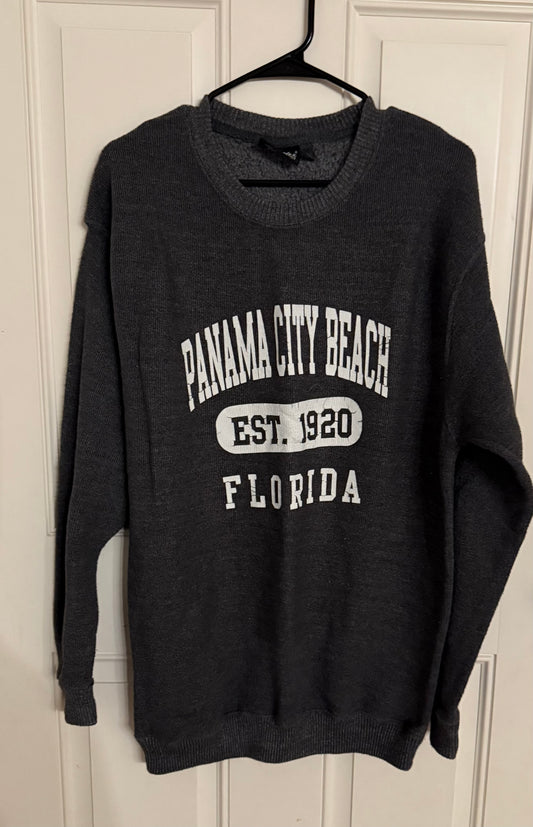 PANAMA CITY BEACH
EST. 1920
FLORIDA